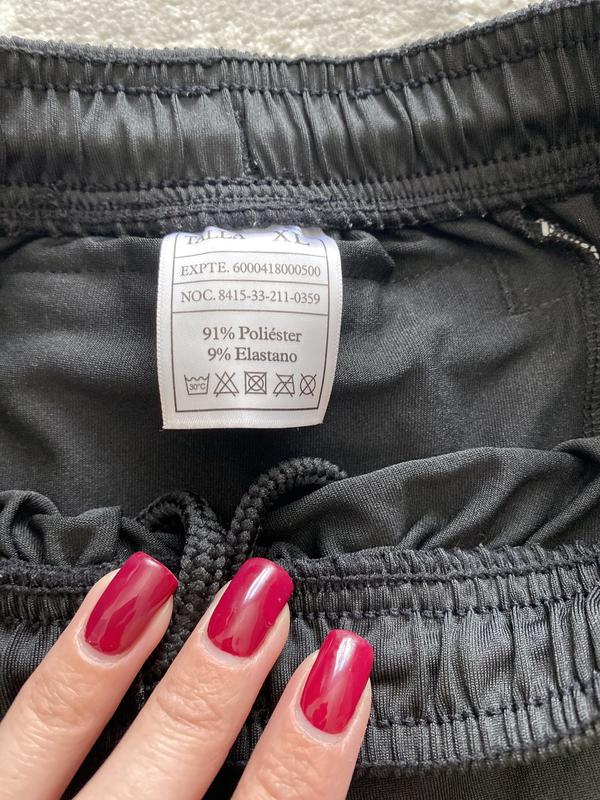 TALLA XL
EXPTE. 6000418000500
NOC. 8415-33-211-0359
91% Poliéster
9% Elastano
30°C